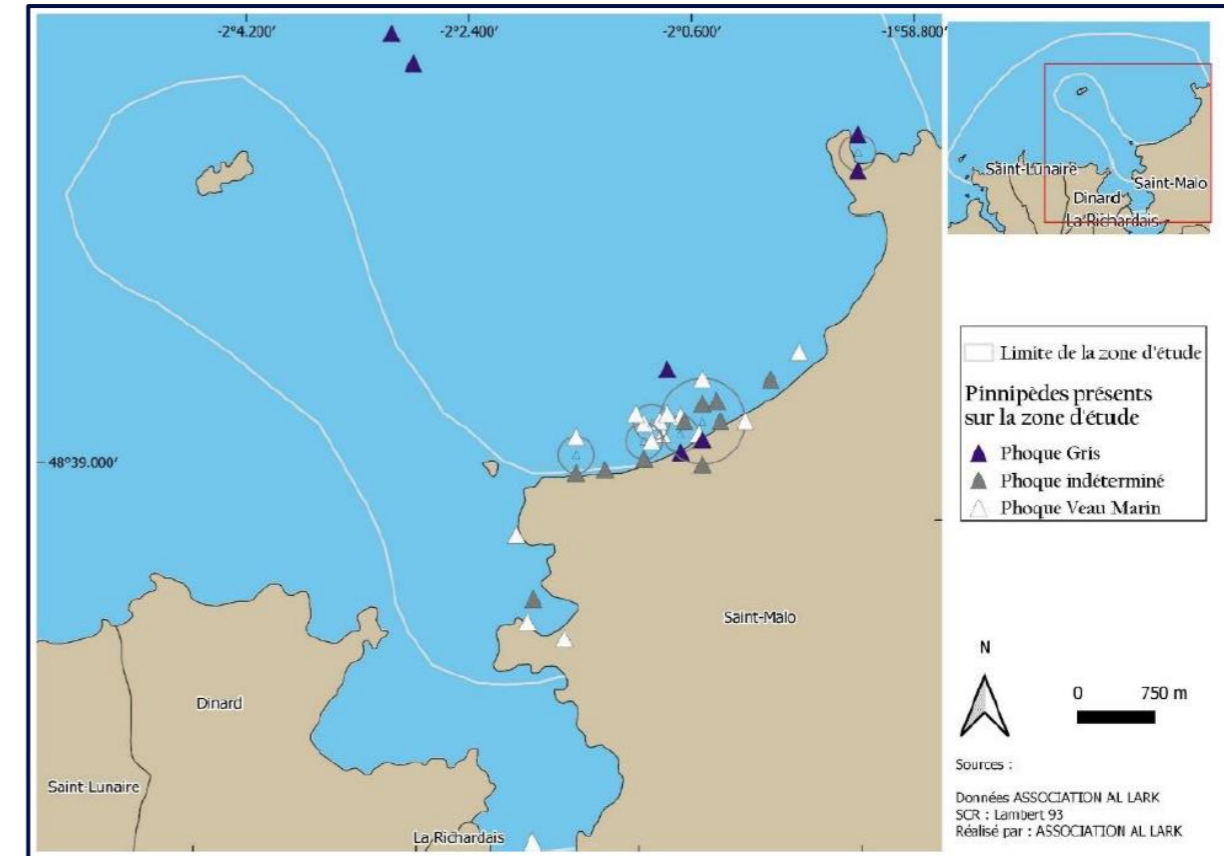 -2°4.200' -2°2.400' -2°0.600' -1°58.800'
48°39.000'
Saint-Malo
Dinard
Saint-Lunaire
La Richardais
Saint-Lunaire
Saint-Malo
Dinard
La Richardais
Limite de la zone d'étude
Pinnipèdes présents
sur la zone d'étude
Phoque Gris
Phoque indéterminé
Phoque Veau Marin
N
0 750 m
Sources :
Données ASSOCIATION AL LARK
SCR : Lambert 93
Réalisé par : ASSOCIATION AL LARK